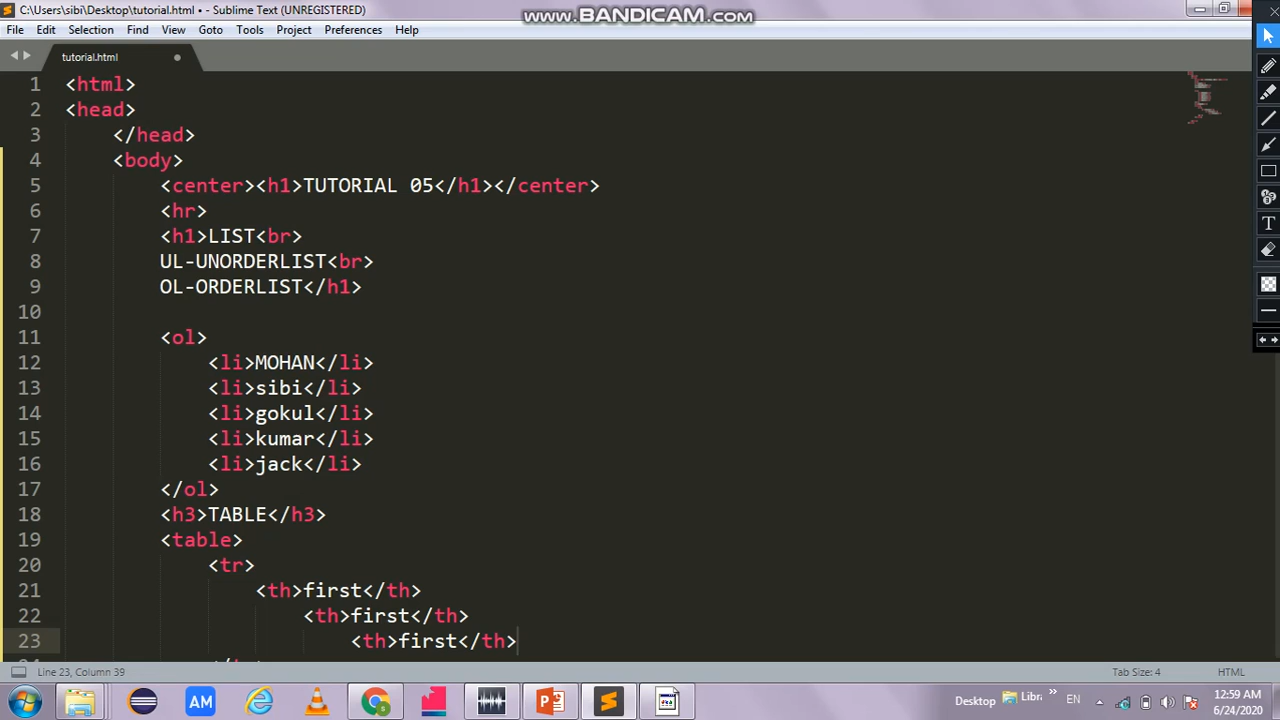 C:\Users\sibi\Desktop\tutorial.html • - Sublime Text (UNREGISTERED)
www.BANDICAM.com
File Edit Selection Find View Goto Tools Project Preferences Help
tutorial.html
1 <html>
2 <head>
3 </head>
4 <body>
5 <center><h1>TUTORIAL 05</h1></center>
6 <hr>
7 <h1>LIST<br>
8 UL-UNORDERLIST<br>
9 OL-ORDERLIST</h1>
10
11 <ol>
12 <li>MOHAN</li>
13 <li>sibi</li>
14 <li>gokul</li>
15 <li>kumar</li>
16 <li>jack</li>
17 </ol>
18 <h3>TABLE</h3>
19 <table>
20 <tr>
21 <th>first</th>
22 <th>first</th>
23 <th>first</th>
Line 23, Column 39 Tab Size: 4 HTML
AM Desktop Libra » EN 12:59 AM
6/24/2020